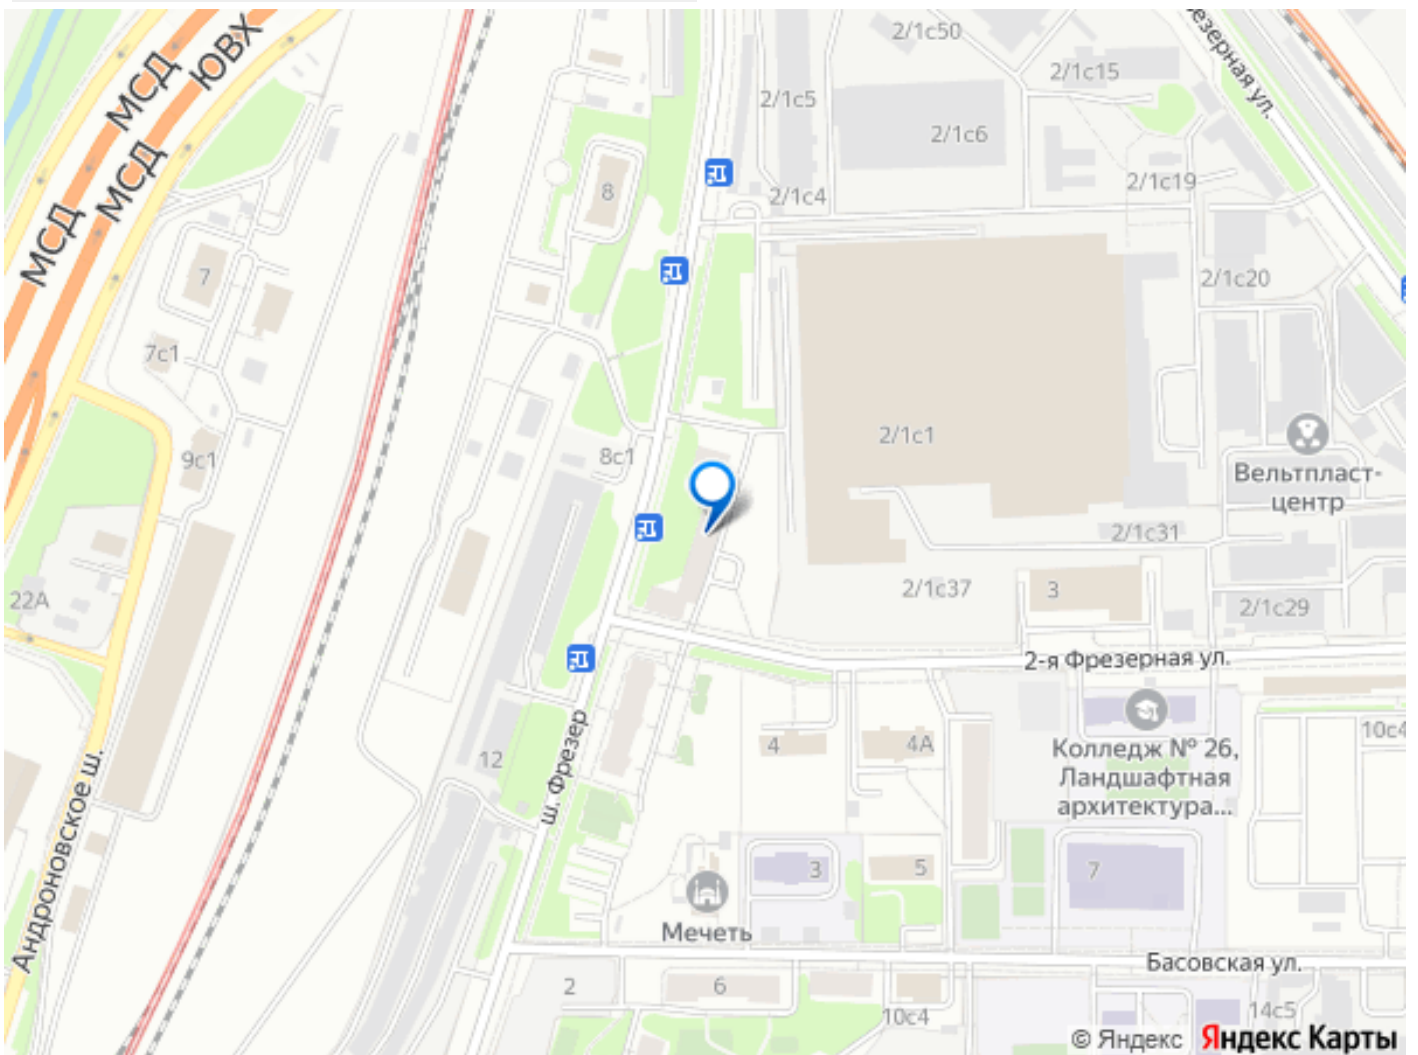 2/1с50
езерная ул.
МСД
ЮВХ
МСД
2/1с15
2/1с5
2/1с6
МСД
2/1с19
МСД
8
2/1с4
7
2/1с20
7с1
2/1с1
8с1
9с1
Вельтпласт-
центр
2/1с31
22А
2/1с37
3
2/1с29
2-я Фрезерная ул.
10с4
4
4А
12
Колледж № 26,
Ландшафтная
архитектура...
ш. Фрезер
Андроновское ш.
3
5
7
Мечеть
Басовская ул.
2
6
10с4
14с5
© Яндекс Яндекс Карты